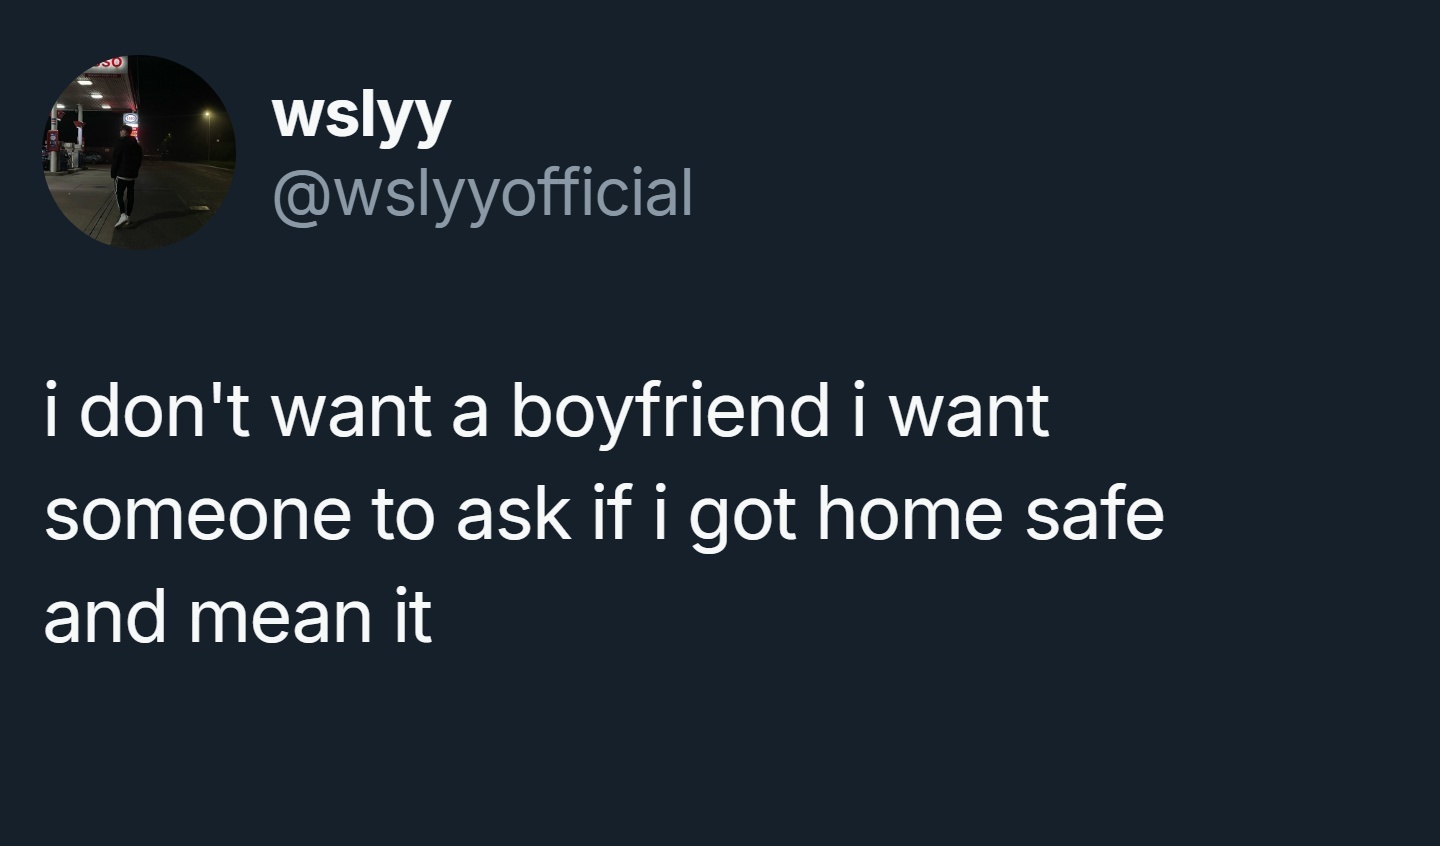 wslyy
@wslyyofficial
i don't want a boyfriend i want
someone to ask if i got home safe
and mean it